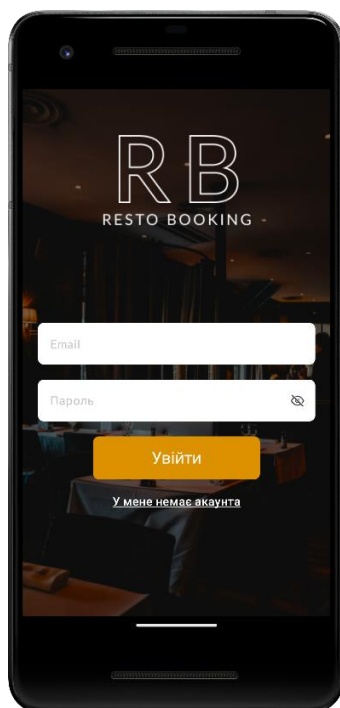 RB
RESTO BOOKING
Email
Пароль
Увійти
У мене немає акаунта